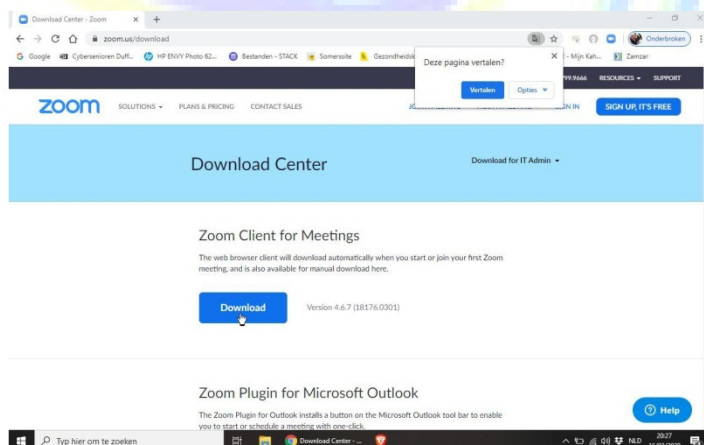 Download Center - Zoom
zoom.us/download
Onderbroken
Google Cybersenioren Duff... HP ENVY Photo 62... Bestanden - STACK Somerssite - Mijn Kah... Zamzar
Deze pagina vertalen?
Vertalen Opties
RESOURCES SUPPORT
zoom SOLUTIONS PLANS & PRICING CONTACT SALES SIGN UP, IT'S FREE
Download Center
Download for IT Admin
Zoom Client for Meetings
The web browser client will download automatically when you start or join your first Zoom
meeting, and is also available for manual download here.
Download Version 4.6.7 (18176.0301)
Zoom Plugin for Microsoft Outlook
The Zoom Plugin for Outlook installs a button on the Microsoft Outlook tool bar to enable
you to start or schedule a meeting with one-click.
Help
Typ hier om te zoeken Download Center - ... NLD 20:27